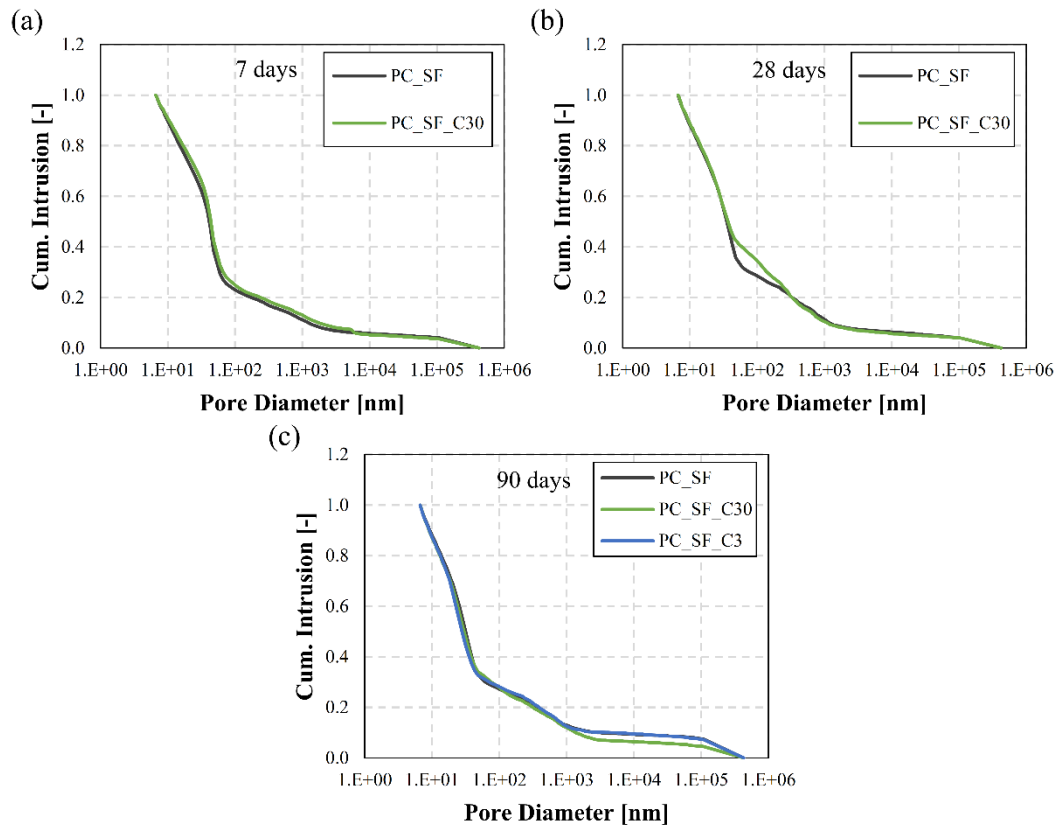 (a)
1.2
1.0
0.8
0.6
0.4
0.2
0.0
Cum. Intrusion [-]
7 days
PC_SF
PC_SF_C30
1.E+00 1.E+01 1.E+02 1.E+03 1.E+04 1.E+05 1.E+06
Pore Diameter [nm]
(b)
1.2
1.0
0.8
0.6
0.4
0.2
0.0
Cum. Intrusion [-]
28 days
PC_SF
PC_SF_C30
1.E+00 1.E+01 1.E+02 1.E+03 1.E+04 1.E+05 1.E+06
Pore Diameter [nm]
(c)
1.2
1.0
0.8
0.6
0.4
0.2
0.0
Cum. Intrusion [-]
90 days
PC_SF
PC_SF_C30
PC_SF_C3
1.E+00 1.E+01 1.E+02 1.E+03 1.E+04 1.E+05 1.E+06
Pore Diameter [nm]